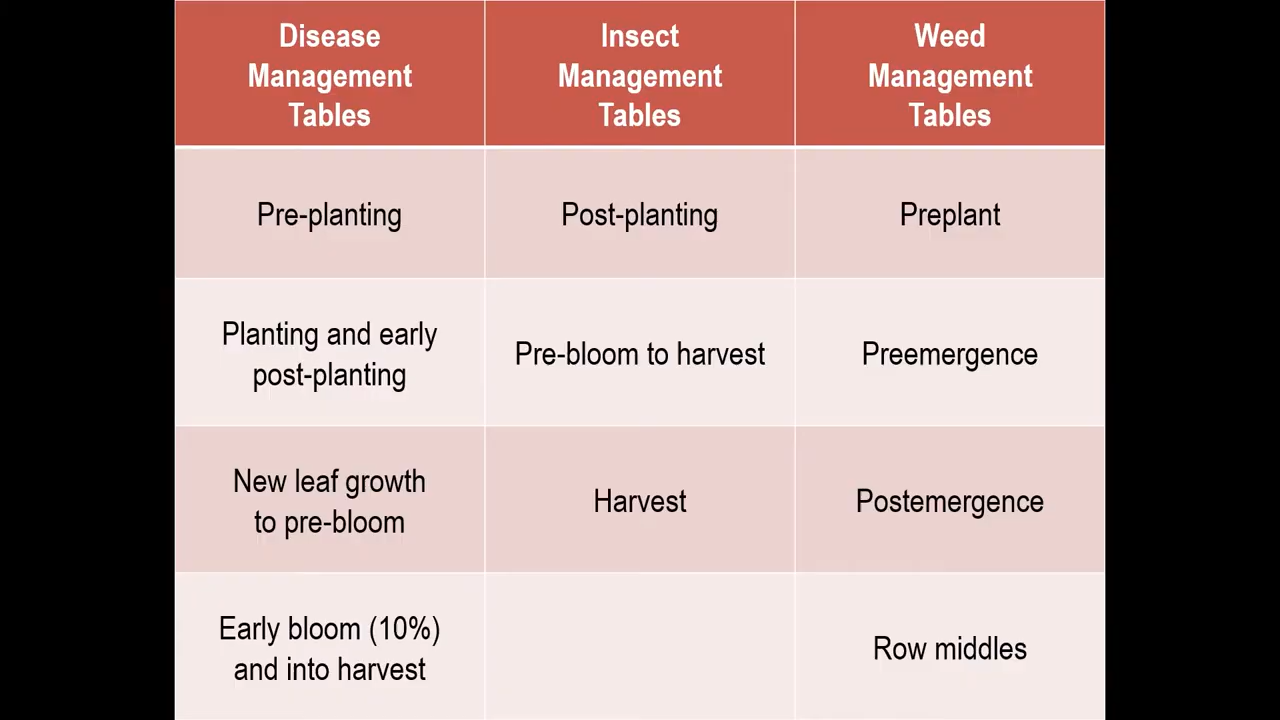 Disease
Management
Tables
Insect
Management
Tables
Weed
Management
Tables
Pre-planting
Post-planting
Preplant
Planting and early
post-planting
Pre-bloom to harvest
Preemergence
New leaf growth
to pre-bloom
Harvest
Postemergence
Early bloom (10%)
and into harvest
Row middles